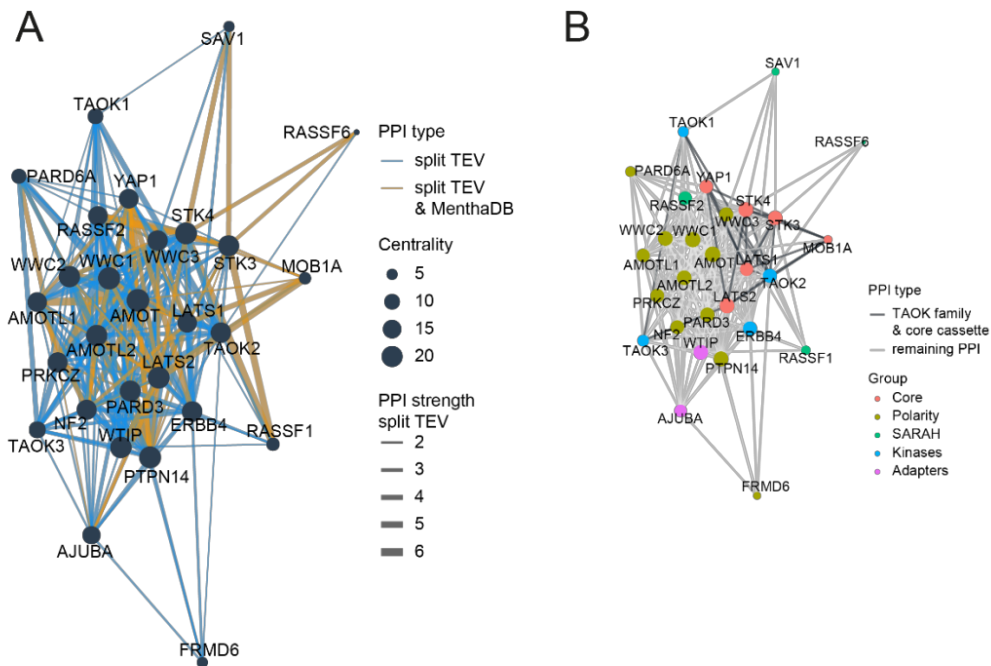 A
SAV1
TAOK1
RASSF6
PARD6A
YAP1
RASSF2
STK4
WWC2
WWC1
WWC3
STK3
MOB1A
AMOTL1
AMOT
LATS1
AMOTL2
TAOK2
PRKCZ
LATS2
PARD3
NF2
ERBB4
TAOK3
WTIP
RASSF1
PTPN14
AJUBA
FRMD6
PPI type
split TEV
split TEV
& MenthaDB
Centrality
5
10
15
20
PPI strength
split TEV
2
3
4
5
6
B
SAV1
TAOK1
RASSF6
PARD6A
YAP1
RASSF2
STK4
WWC2
WWC1
WWC3
STK3
MOB1A
AMOTL1
AMOT
LATS1
AMOTL2
TAOK2
PRKCZ
LATS2
PARD3
NF2
ERBB4
TAOK3
WTIP
RASSF1
PTPN14
AJUBA
FRMD6
PPI type
TAOK family
& core cassette
remaining PPI
Group
Core
Polarity
SARAH
Kinases
Adapters